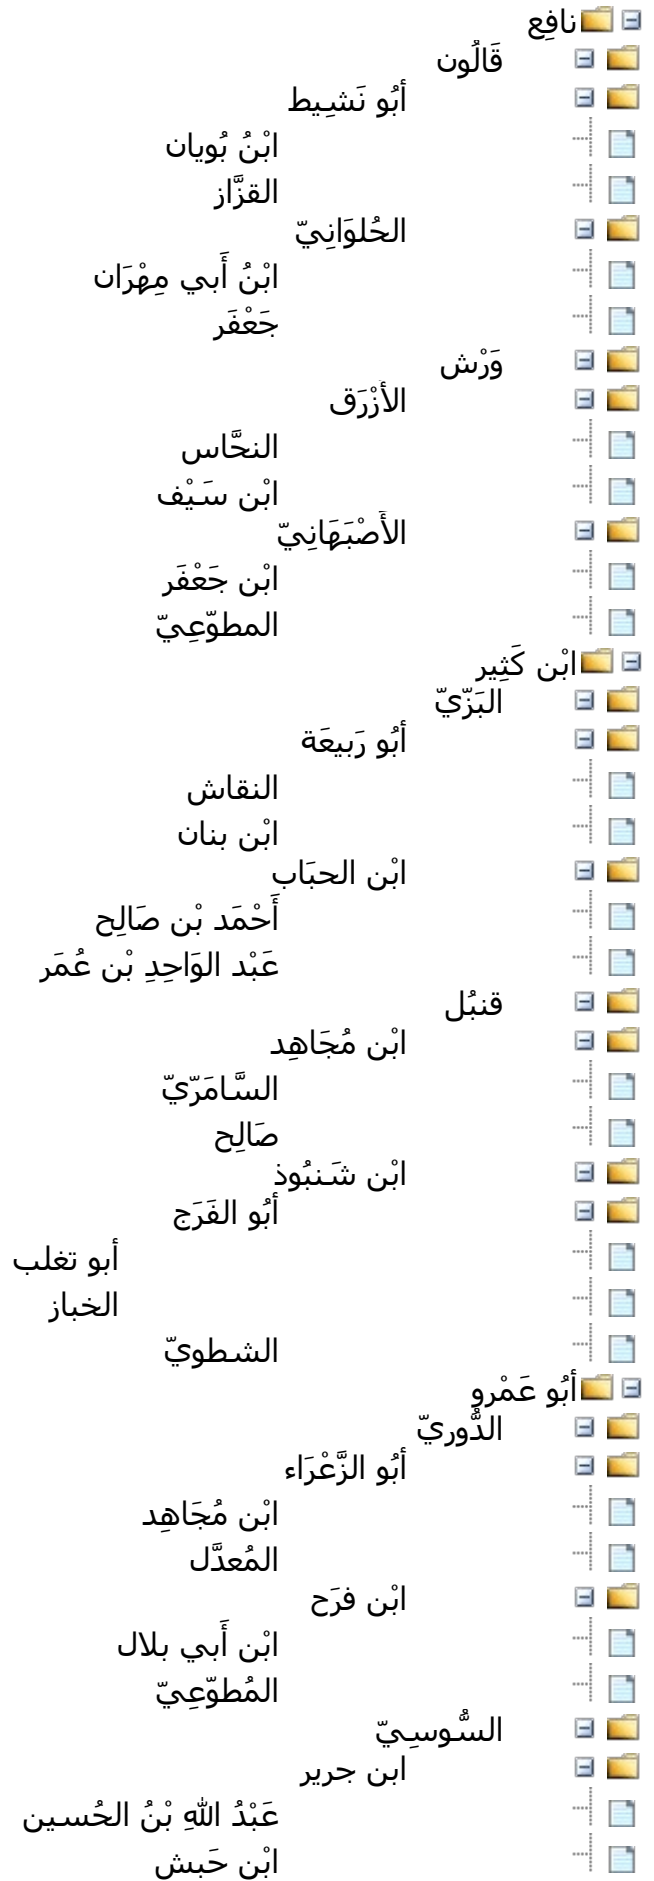 نافِع
قَالُون
أبُو نَشِيط
ابْنُ بُويان
القزَّاز
الحُلوَانِيّ
ابْنُ أَبي مِهْرَان
جَعْفَر
وَرْش
الأزْرَق
النحَّاس
ابْن سَيْف
الأَصْبَهَانِيّ
ابْن جَعْفَر
المطوّعِيّ
ابْن كَثِير
البَزّيّ
أبُو رَبيعَة
النقاش
ابْن بنان
ابْن الحبَاب
أَحْمَد بْن صَالِح
عَبْد الوَاحِدِ بْن عُمَر
قنبُل
ابْن مُجَاهِد
السَّامَرّيّ
صَالِح
ابْن شَنبُوذ
أبُو الفَرَج
أبو تغلب
الخباز
الشطويّ
أبُو عَمْرو
الدُّوريّ
أبُو الزَّعْرَاء
ابْن مُجَاهِد
المُعدَّل
ابْن فرَح
ابْن أَبي بلال
المُطوّعِيّ
السُّوسِيّ
ابن جرير
عَبْدُ اللهِ بْنُ الحُسين
ابْن حَبش